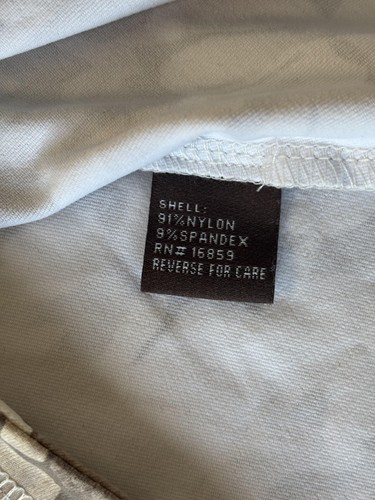 SHELL:
91%NYLON
9%SPANDEX
RN# 16859
REVERSE FOR CARE